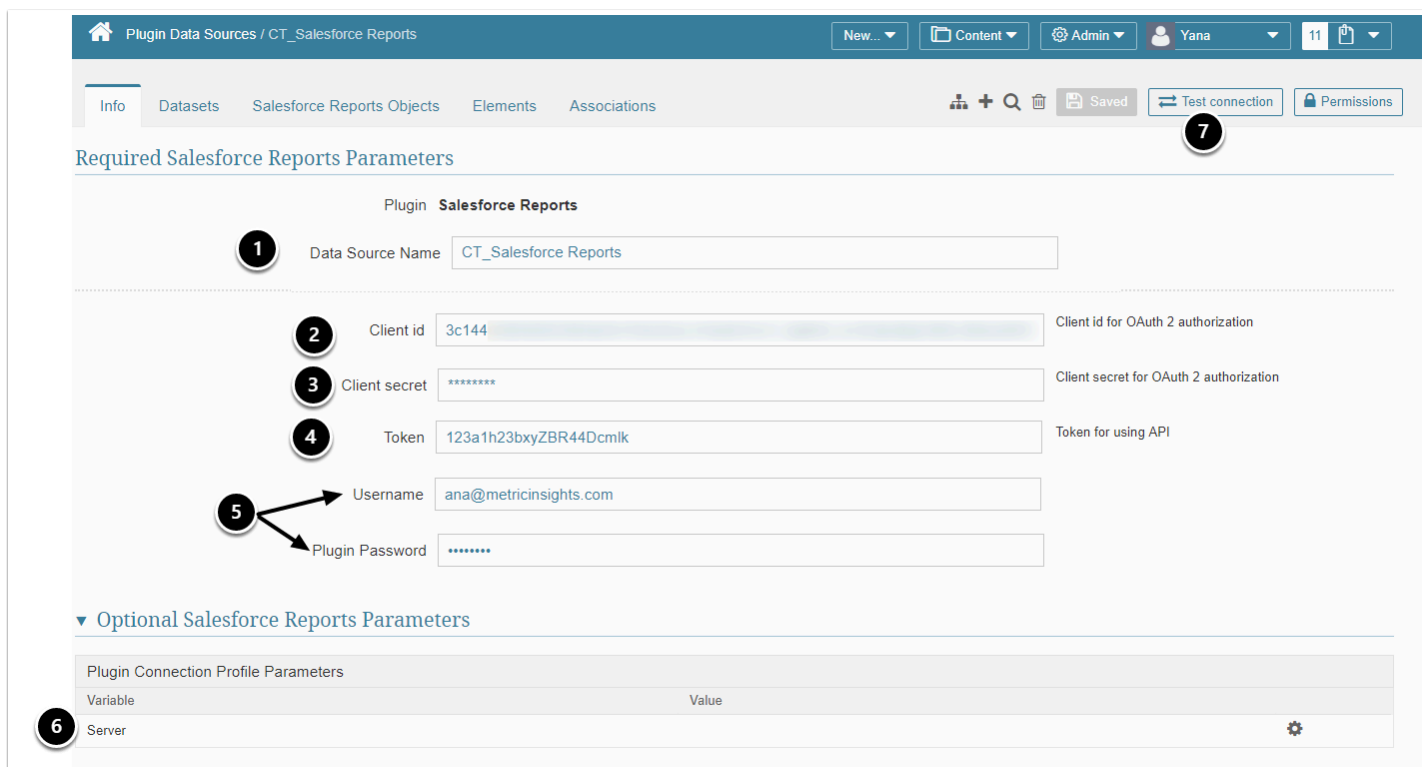 Plugin Data Sources / CT_Salesforce Reports New... Content Admin Yana 11
Info Datasets Salesforce Reports Objects Elements Associations Saved Test connection Permissions
7
Required Salesforce Reports Parameters
Plugin Salesforce Reports
1 Data Source Name CT_Salesforce Reports
2 Client id 3c144 Client id for OAuth 2 authorization
3 Client secret ******** Client secret for OAuth 2 authorization
4 Token 123a1h23bxyZBR44Dcmlk Token for using API
Username ana@metricinsights.com
5
Plugin Password ••••••••
Optional Salesforce Reports Parameters
Plugin Connection Profile Parameters
Variable Value
6 Server